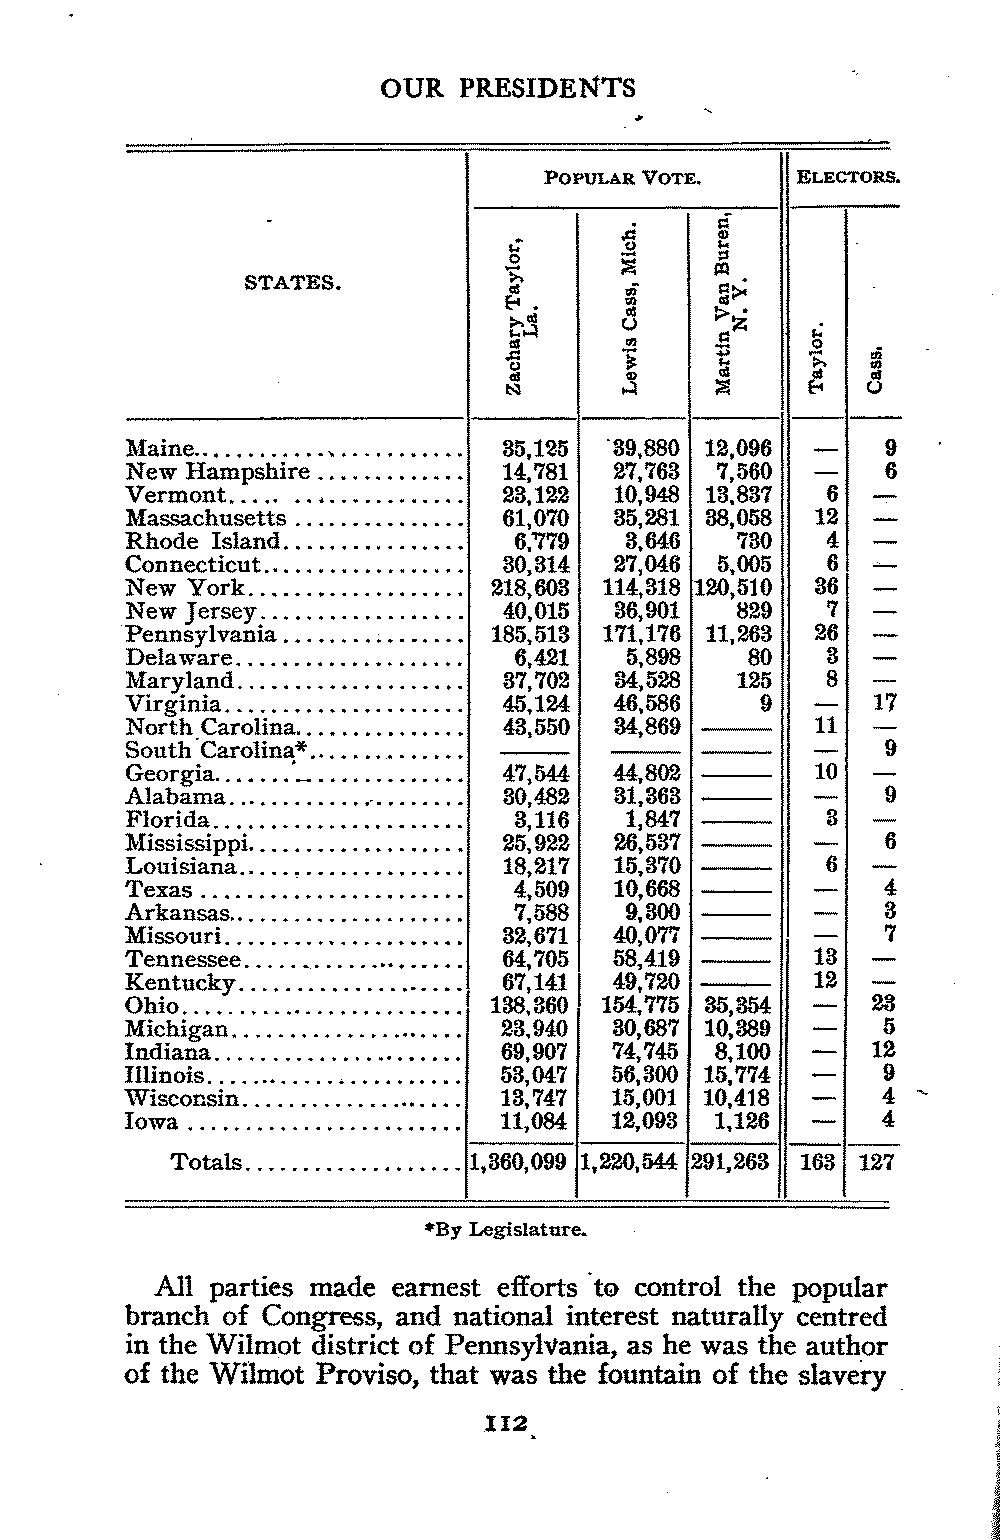 OUR PRESIDENTS
STATES.
POPULAR VOTE.
ELECTORS.
Zachary Taylor, La.
Lewis Cass, Mich.
Martin Van Buren, N. Y.
Taylor.
Cass.
Maine........................ 35,125 39,880 12,096 — 9
New Hampshire ............. 14,781 27,763 7,560 — 6
Vermont..... ............... 23,122 10,948 13,837 6 —
Massachusetts ............... 61,070 35,281 38,058 12 —
Rhode Island................ 6,779 3,646 730 4 —
Connecticut.................. 30,314 27,046 5,005 6 —
New York................... 218,603 114,318 120,510 36 —
New Jersey.................. 40,015 36,901 829 7 —
Pennsylvania................ 185,513 171,176 11,263 26 —
Delaware.................... 6,421 5,898 80 3 —
Maryland.................... 37,702 34,528 125 8 —
Virginia..................... 45,124 46,586 9 — 17
North Carolina............... 43,550 34,869 —— 11 —
South Carolina*.............. —— —— —— — 9
Georgia...................... 47,544 44,802 —— 10 —
Alabama..................... 30,482 31,363 —— — 9
Florida...................... 3,116 1,847 —— 3 —
Mississippi................... 25,922 26,537 —— — 6
Louisiana.................... 18,217 15,370 —— 6 —
Texas ....................... 4,509 10,668 —— — 4
Arkansas..................... 7,588 9,300 —— — 3
Missouri..................... 32,671 40,077 —— — 7
Tennessee................... 64,705 58,419 —— 13 —
Kentucky.................... 67,141 49,720 —— 12 —
Ohio......................... 138,360 154,775 35,354 — 23
Michigan.................... 23,940 30,687 10,389 — 5
Indiana...................... 69,907 74,745 8,100 — 12
Illinois....................... 53,047 56,300 15,774 — 9
Wisconsin.................... 13,747 15,001 10,418 — 4
Iowa ........................ 11,084 12,093 1,126 — 4
Totals................... 1,360,099 1,220,544 291,263 163 127
*By Legislature.
All parties made earnest efforts to control the popular
branch of Congress, and national interest naturally centred
in the Wilmot district of Pennsylvania, as he was the author
of the Wilmot Proviso, that was the fountain of the slavery
112